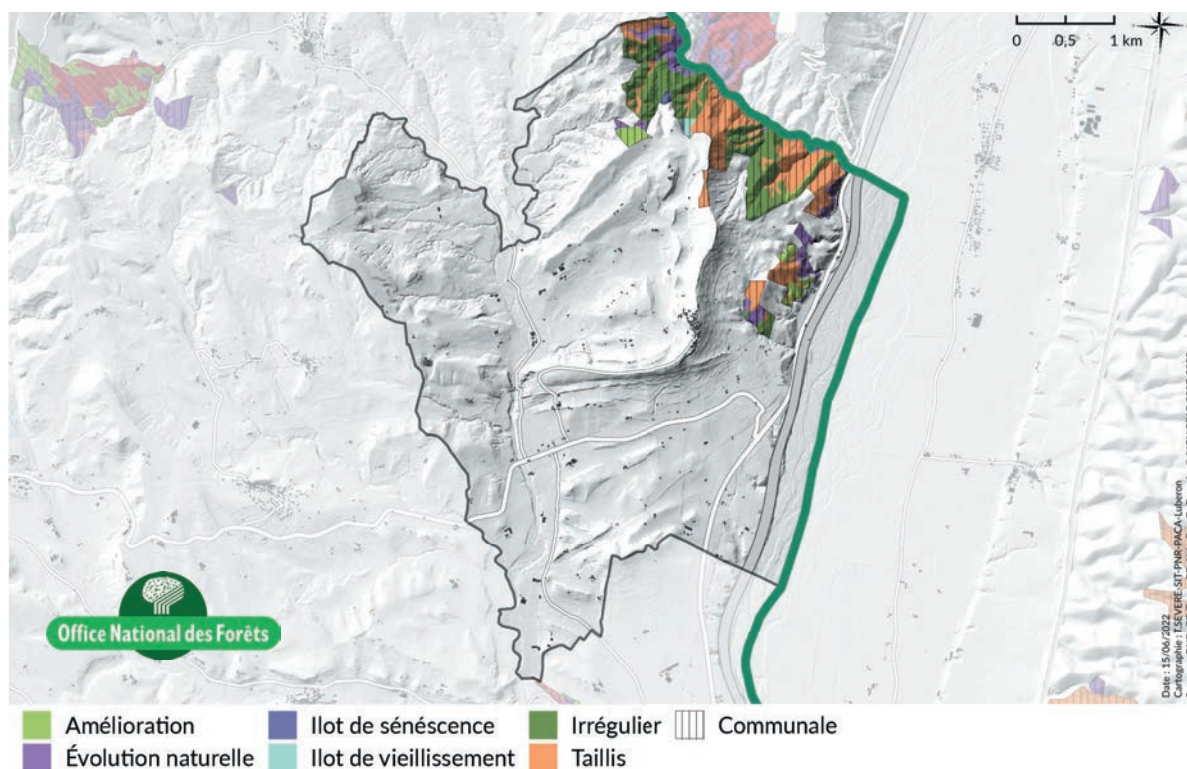 0 0,5 1 km
Date : 15/06/2022
Cartographie : T.SEVERE-SIT-PNR-PACA-Luberon
Office National des Forêts
Amélioration
Ilot de sénéscence
Irrégulier
Communale
Évolution naturelle
Ilot de vieillissement
Taillis